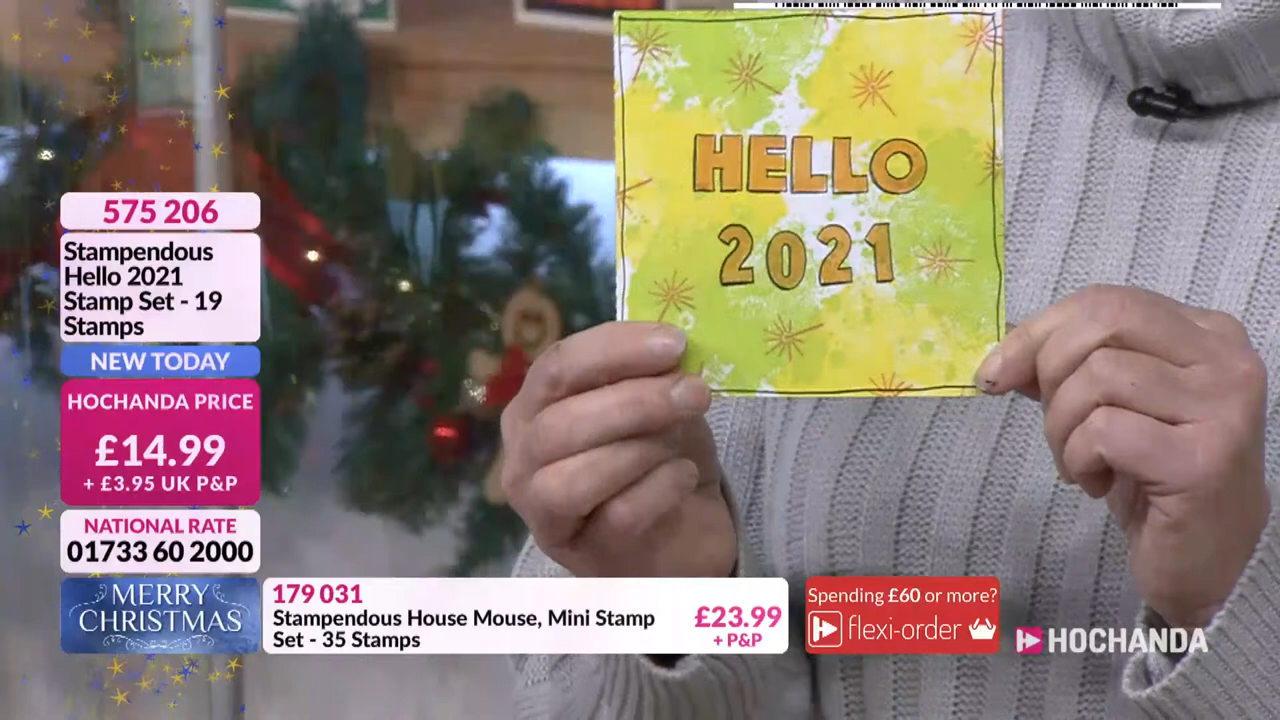 HELLO
2021
575 206
Stampendous
Hello 2021
Stamp Set - 19
Stamps
NEW TODAY
HOCHANDA PRICE
£14.99
+ £3.95 UK P&P
NATIONAL RATE
01733 60 2000
MERRY
CHRISTMAS
179 031
Stampendous House Mouse, Mini Stamp
Set - 35 Stamps
£23.99
+ P&P
Spending £60 or more?
flexi-order
HOCHANDA